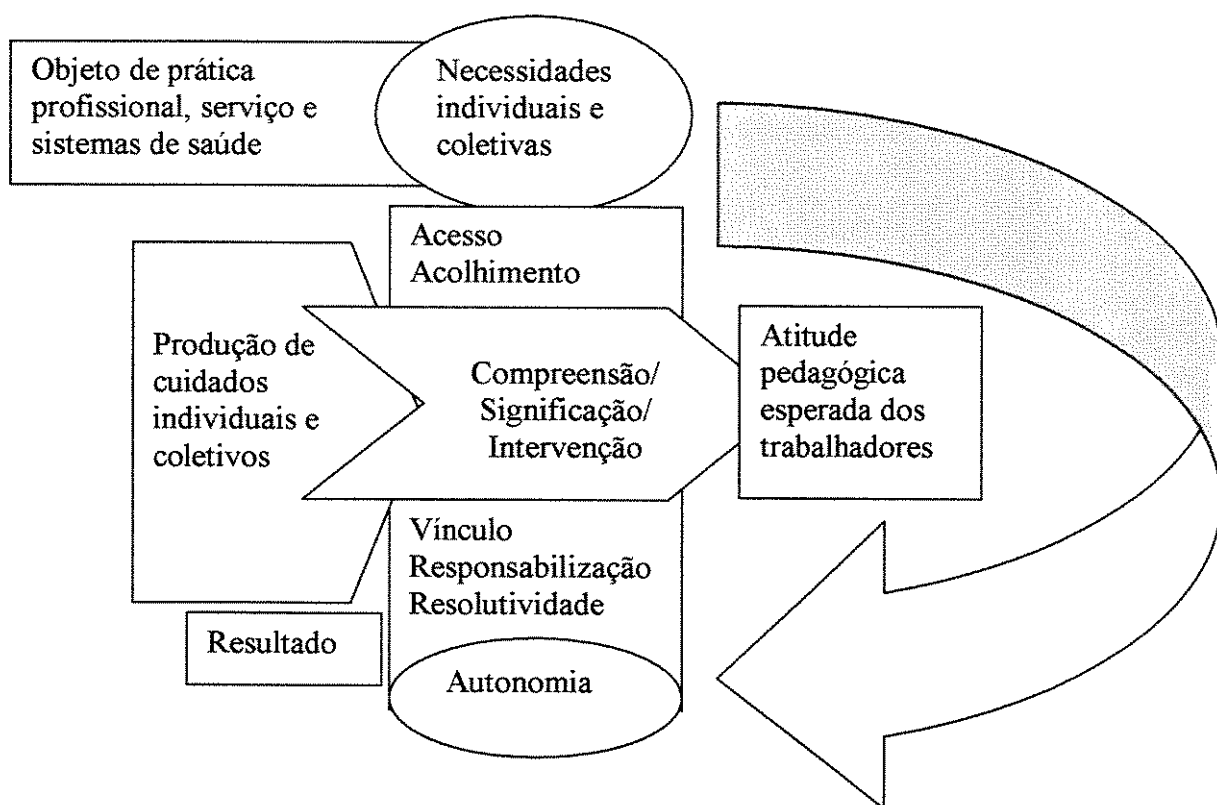 Objeto de prática
profissional, serviço e
sistemas de saúde
Necessidades
individuais e
coletivas
Acesso
Acolhimento
Produção de
cuidados
individuais e
coletivos
Compreensão/
Significação/
Intervenção
Atitude
pedagógica
esperada dos
trabalhadores
Vínculo
Responsabilização
Resolutividade
Resultado
Autonomia